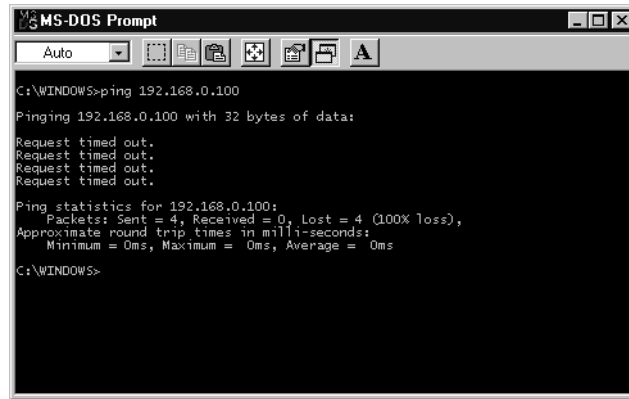 MS-DOS Prompt
Auto
A
C:\WINDOWS>ping 192.168.0.100
Pinging 192.168.0.100 with 32 bytes of data:
Request timed out.
Request timed out.
Request timed out.
Request timed out.
Ping statistics for 192.168.0.100:
    Packets: Sent = 4, Received = 0, Lost = 4 (100% loss),
Approximate round trip times in milli-seconds:
    Minimum = 0ms, Maximum =  0ms, Average =  0ms
C:\WINDOWS>